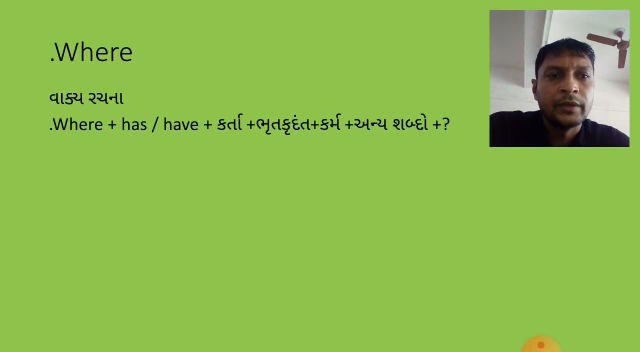 .Where
વાક્ય રચના
.Where + has / have + કર્તા +ભૃતકૃદંત+કર્મ +અન્ય શબ્દો +?